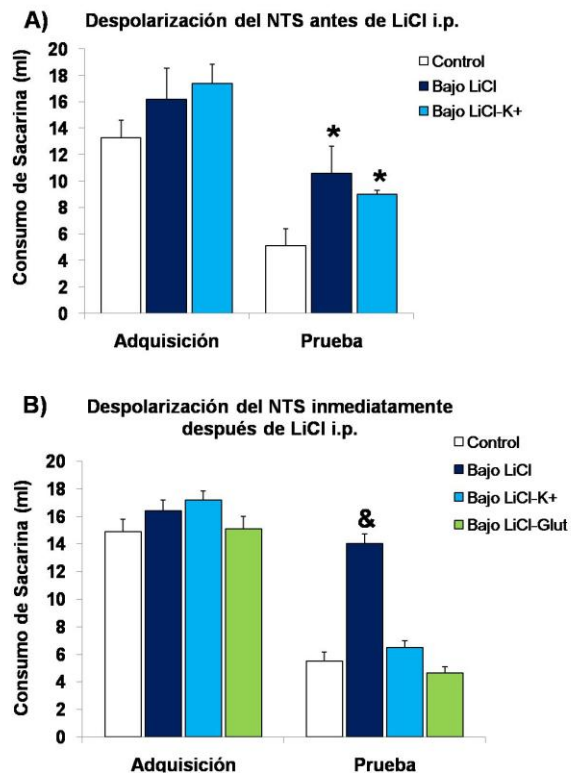 A) Despolarización del NTS antes de LiCl i.p.
Consumo de Sacarina (ml)
20
18
16
14
12
10
8
6
4
2
0
Control
Bajo LiCl
Bajo LiCl-K+
* *
Adquisición Prueba
B) Despolarización del NTS inmediatamente
después de LiCl i.p.
Consumo de Sacarina (ml)
20
18
16
14
12
10
8
6
4
2
0
Control
Bajo LiCl
Bajo LiCl-K+
Bajo LiCl-Glut
&
Adquisición Prueba